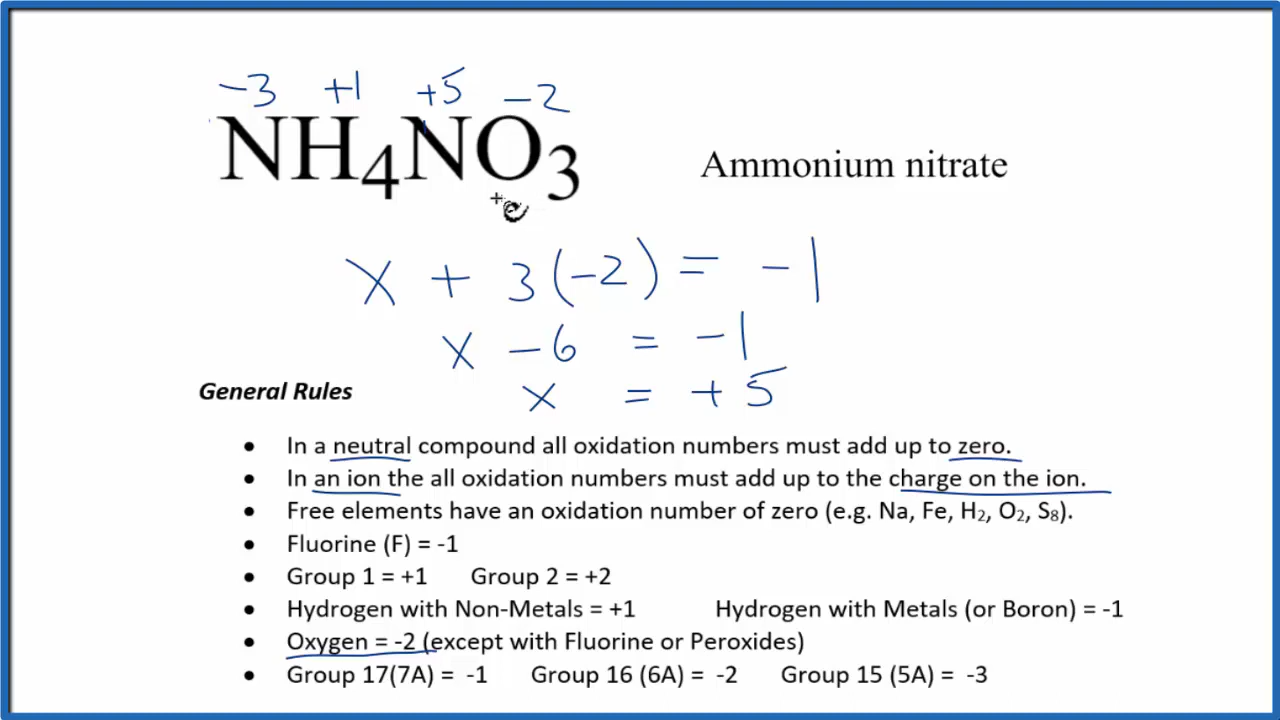 -3 +1 +5 -2
NH₄NO₃ Ammonium nitrate
x + 3(-2) = -1
x - 6 = -1
x = +5
General Rules
• In a neutral compound all oxidation numbers must add up to zero.
• In an ion the all oxidation numbers must add up to the charge on the ion.
• Free elements have an oxidation number of zero (e.g. Na, Fe, H₂, O₂, S₈).
• Fluorine (F) = -1
• Group 1 = +1 Group 2 = +2
• Hydrogen with Non-Metals = +1 Hydrogen with Metals (or Boron) = -1
• Oxygen = -2 (except with Fluorine or Peroxides)
• Group 17(7A) = -1 Group 16 (6A) = -2 Group 15 (5A) = -3